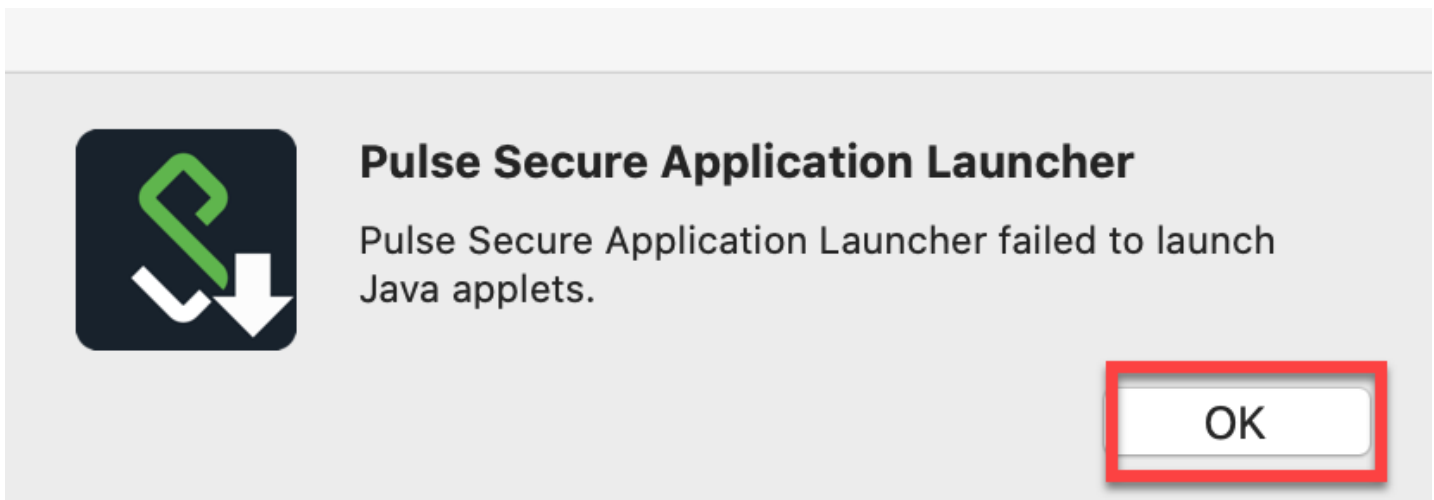 Pulse Secure Application Launcher
Pulse Secure Application Launcher failed to launch
Java applets.
OK